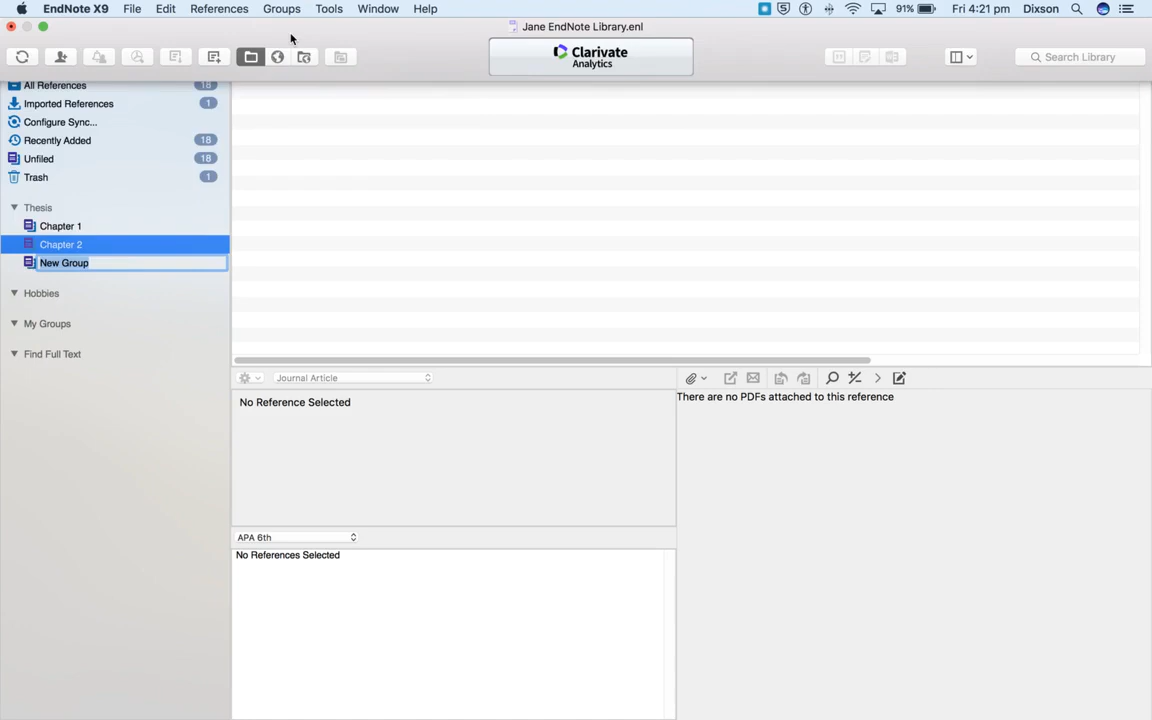 EndNote X9 File Edit References Groups Tools Window Help 91% Fri 4:21 pm Dixson
Jane EndNote Library.enl
Clarivate
Analytics
Search Library
All References 18
Imported References 1
Configure Sync...
Recently Added 18
Unfiled 18
Trash 1
Thesis
Chapter 1
Chapter 2
New Group
Hobbies
My Groups
Find Full Text
Journal Article
No Reference Selected
There are no PDFs attached to this reference
APA 6th
No References Selected